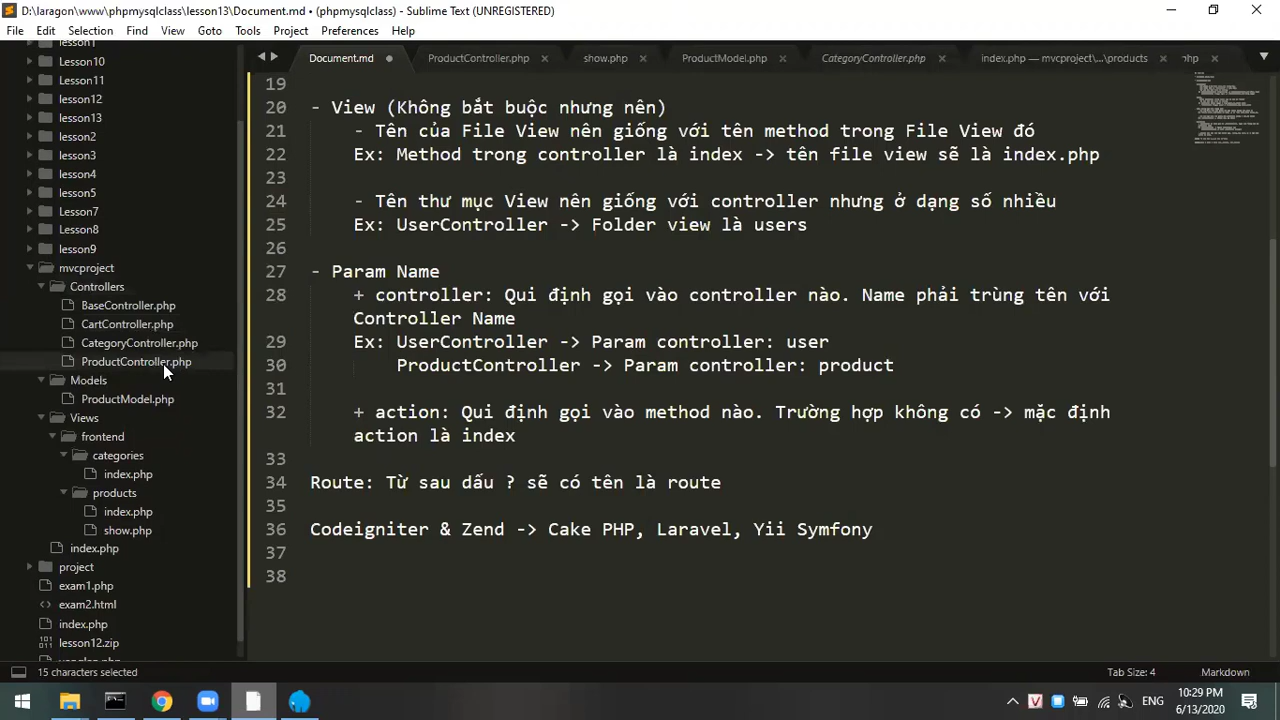 D:\laragon\www\phpmysqlclass\lesson13\Document.md • (phpmysqlclass) - Sublime Text (UNREGISTERED)
File Edit Selection Find View Goto Tools Project Preferences Help
Document.md ProductController.php show.php ProductModel.php CategoryController.php index.php — mvcproject\...\products php
lesson1
Lesson10
Lesson11
lesson12
lesson13
lesson2
lesson3
lesson4
lesson5
Lesson7
Lesson8
lesson9
mvcproject
Controllers
BaseController.php
CartController.php
CategoryController.php
ProductController.php
Models
ProductModel.php
Views
frontend
categories
index.php
products
index.php
show.php
index.php
project
exam1.php
exam2.html
index.php
lesson12.zip
19
20 - View (Không bắt buộc nhưng nên)
21 - Tên của File View nên giống với tên method trong File View đó
22 Ex: Method trong controller là index -> tên file view sẽ là index.php
23
24 - Tên thư mục View nên giống với controller nhưng ở dạng số nhiều
25 Ex: UserController -> Folder view là users
26
27 - Param Name
28 + controller: Qui định gọi vào controller nào. Name phải trùng tên với
Controller Name
29 Ex: UserController -> Param controller: user
30 ProductController -> Param controller: product
31
32 + action: Qui định gọi vào method nào. Trường hợp không có -> mặc định
action là index
33
34 Route: Từ sau dấu ? sẽ có tên là route
35
36 Codeigniter & Zend -> Cake PHP, Laravel, Yii Symfony
37
38
15 characters selected Tab Size: 4 Markdown
ENG
10:29 PM
6/13/2020